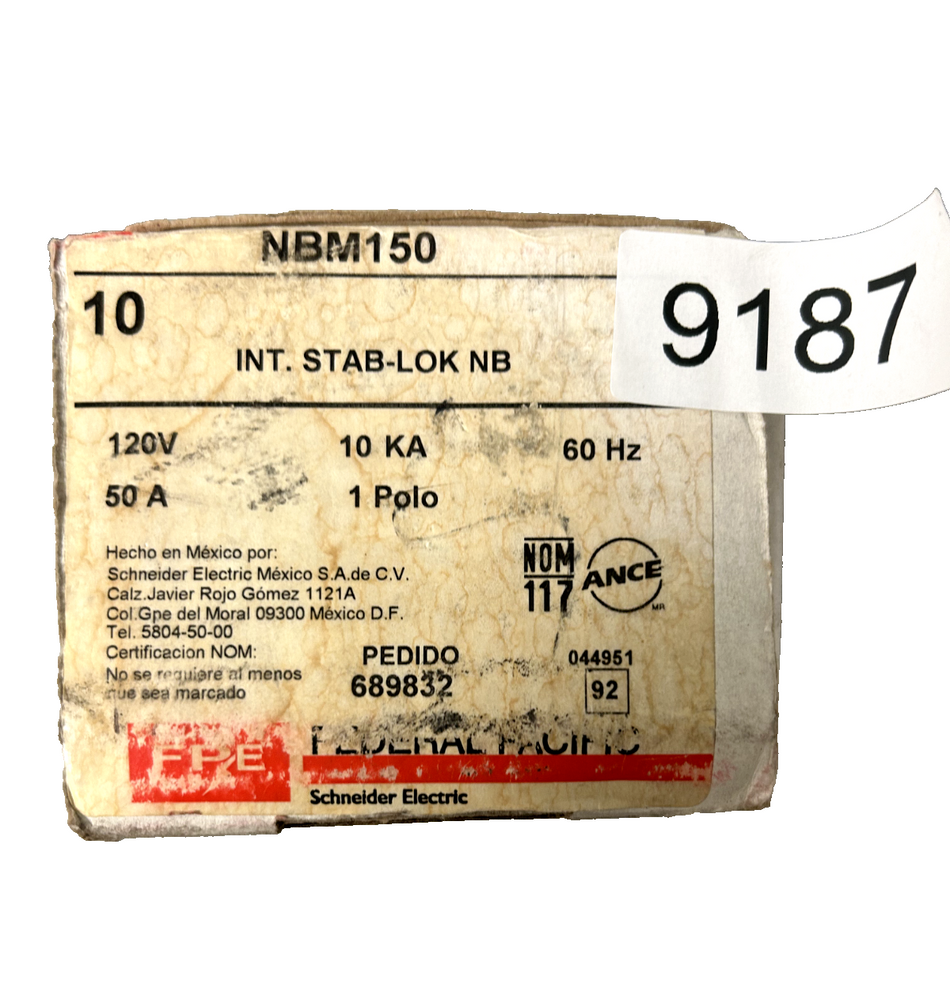 NBM150
9187
10
INT. STAB-LOK NB
120V 10 KA 60 Hz
50 A 1 Polo
Hecho en México por:
Schneider Electric México S.A.de C.V.
Calz.Javier Rojo Gómez 1121A
Col.Gpe del Moral 09300 México D.F.
Tel. 5804-50-00
Certificacion NOM:
No se requiere al menos
que sea marcado
NOM
117
ANCE
MR
PEDIDO
689832
044951
92
FPE
FEDERAL PACIFIC
Schneider Electric